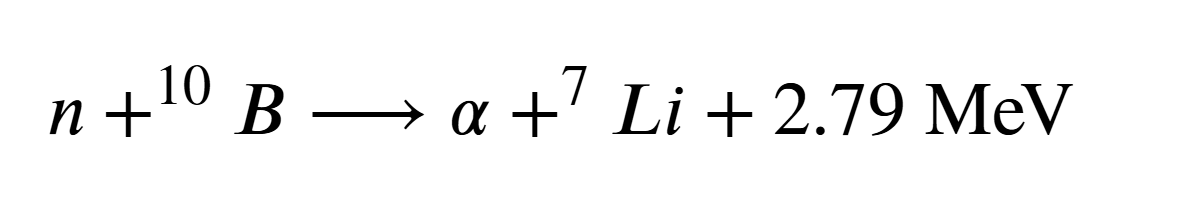 n +¹⁰ B ⟶ α +⁷ Li + 2.79 MeV